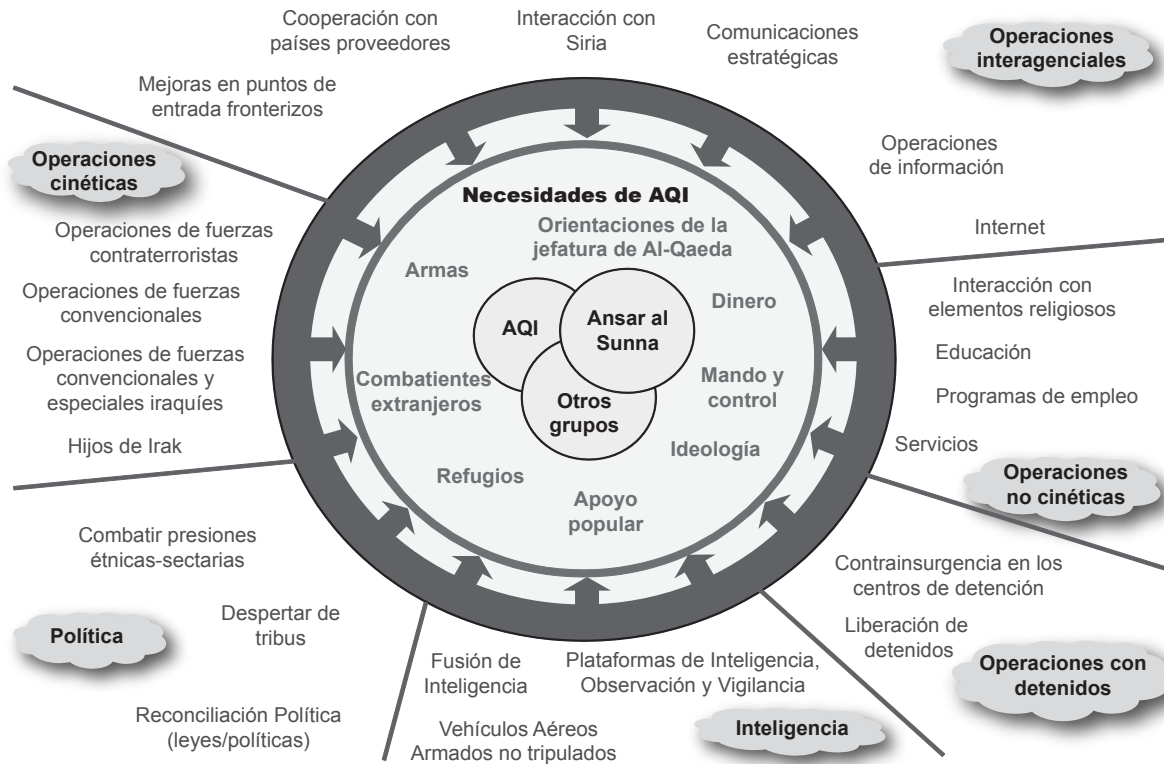 Cooperación con
países proveedores
Interacción con
Siria
Comunicaciones
estratégicas
Operaciones
interagenciales
Mejoras en puntos de
entrada fronterizos
Operaciones
de información
Internet
Operaciones
cinéticas
Operaciones de fuerzas
contraterroristas
Operaciones de fuerzas
convencionales
Operaciones de fuerzas
convencionales y
especiales iraquíes
Hijos de Irak
Necesidades de AQI
Orientaciones de la
jefatura de Al-Qaeda
Armas
Dinero
AQI
Ansar al
Sunna
Otros
grupos
Combatientes
extranjeros
Mando y
control
Ideología
Refugios
Apoyo
popular
Interacción con
elementos religiosos
Educación
Programas de empleo
Servicios
Operaciones
no cinéticas
Combatir presiones
étnicas-sectarias
Despertar de
tribus
Política
Reconciliación Política
(leyes/políticas)
Fusión de
Inteligencia
Plataformas de Inteligencia,
Observación y Vigilancia
Vehículos Aéreos
Armados no tripulados
Inteligencia
Contrainsurgencia en los
centros de detención
Liberación de
detenidos
Operaciones con
detenidos